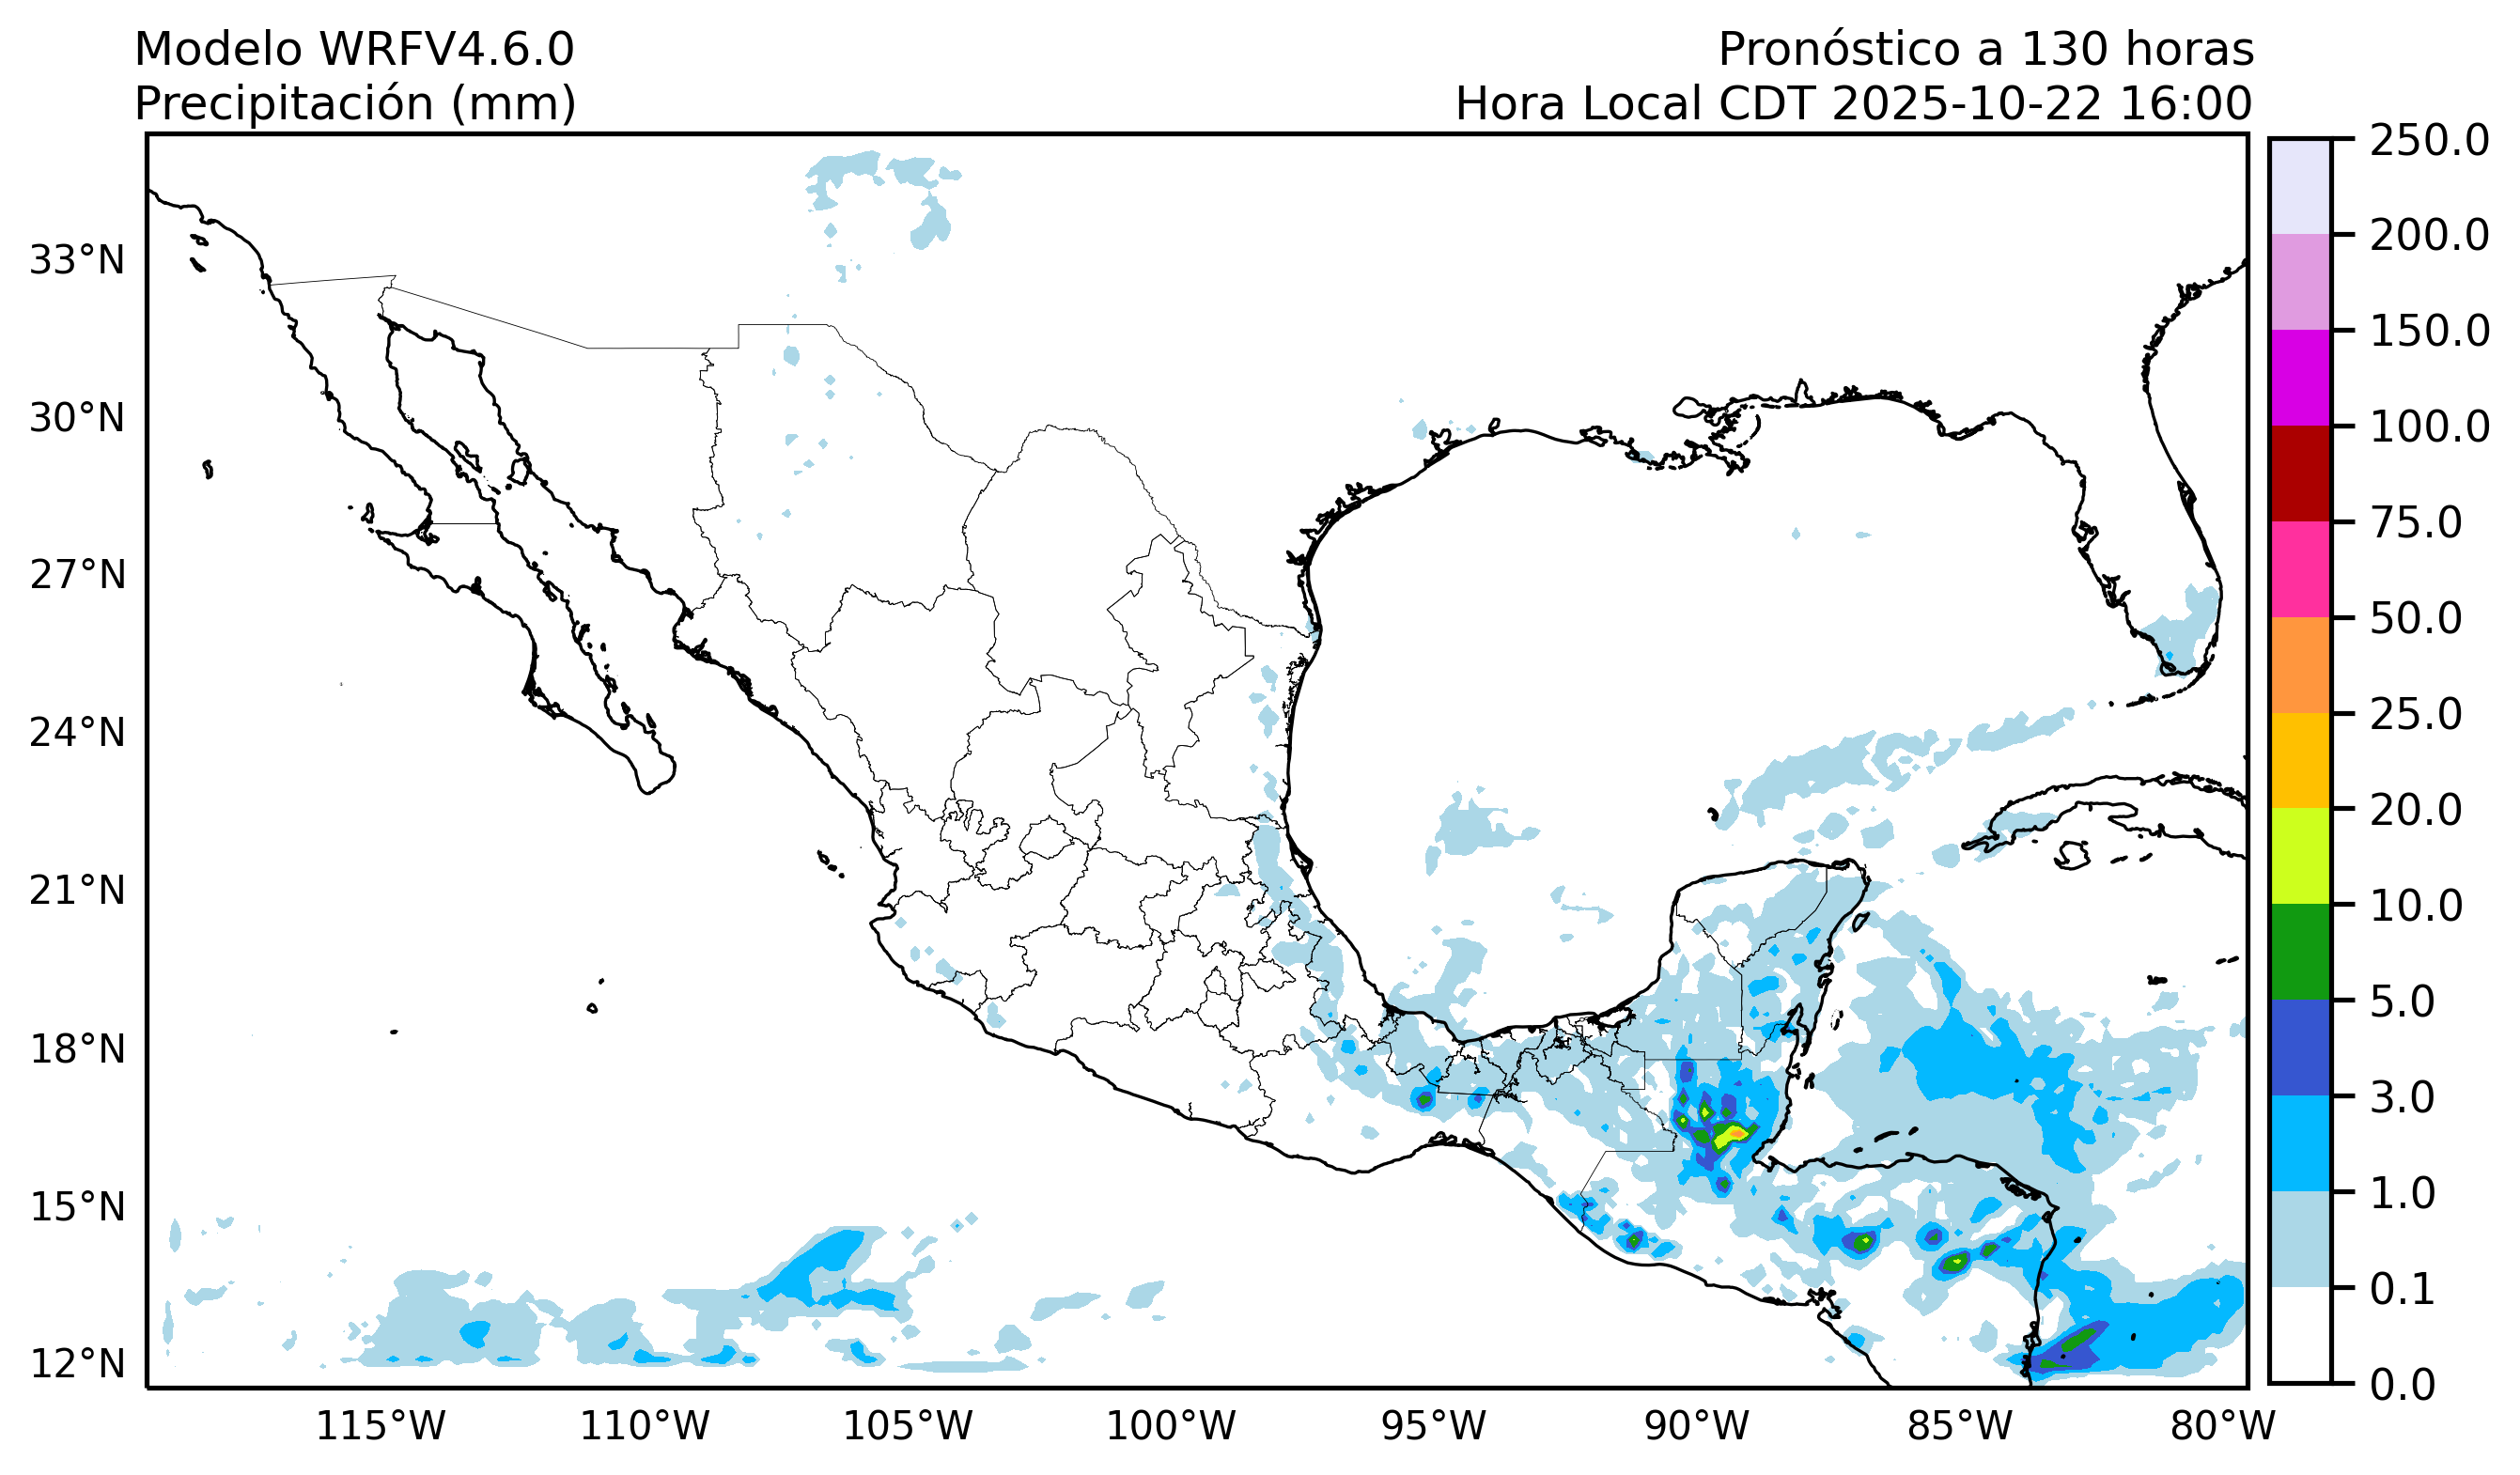 Modelo WRFV4.6.0
Precipitación (mm)
Pronóstico a 130 horas
Hora Local CDT 2025-10-22 16:00
33°N
30°N
27°N
24°N
21°N
18°N
15°N
12°N
115°W
110°W
105°W
100°W
95°W
90°W
85°W
80°W
250.0
200.0
150.0
100.0
75.0
50.0
25.0
20.0
10.0
5.0
3.0
1.0
0.1
0.0